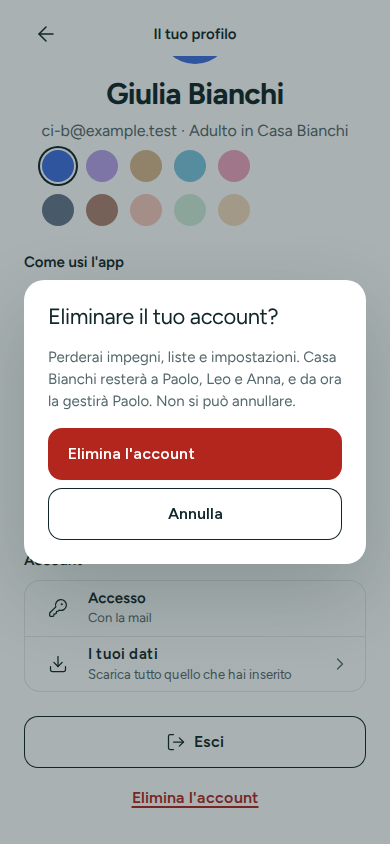 Il tuo profilo
Giulia Bianchi
ci-b@example.test · Adulto in Casa Bianchi
Come usi l'app
Eliminare il tuo account?
Perderai impegni, liste e impostazioni. Casa
Bianchi resterà a Paolo, Leo e Anna, e da ora
la gestirà Paolo. Non si può annullare.
Elimina l'account
Annulla
Account
Accesso
Con la mail
I tuoi dati
Scarica tutto quello che hai inserito
Esci
Elimina l'account